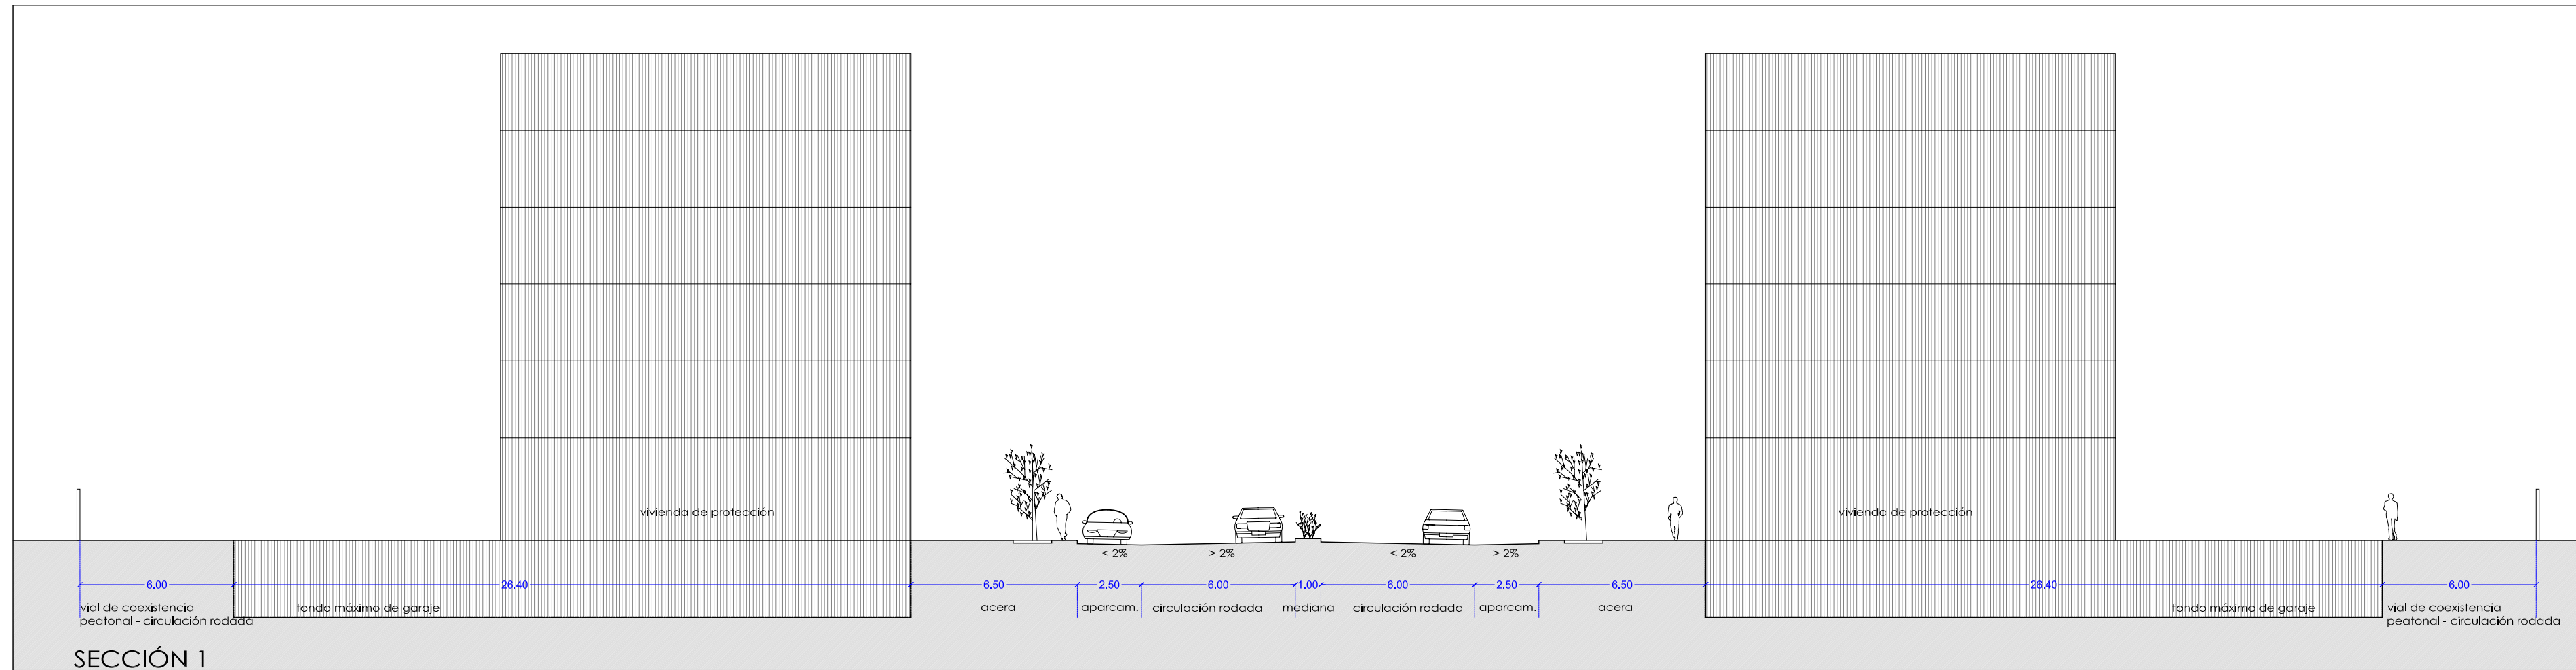 vivienda de protección
vivienda de protección
< 2%
> 2%
< 2%
> 2%
6.00
26.40
6.50
2.50
6.00
1.00
6.00
2.50
6.50
26.40
6.00
vial de coexistencia
peatonal - circulación rodada
fondo máximo de garaje
acera
aparcam.
circulación rodada
mediana
circulación rodada
aparcam.
acera
fondo máximo de garaje
vial de coexistencia
peatonal - circulación rodada
SECCIÓN 1